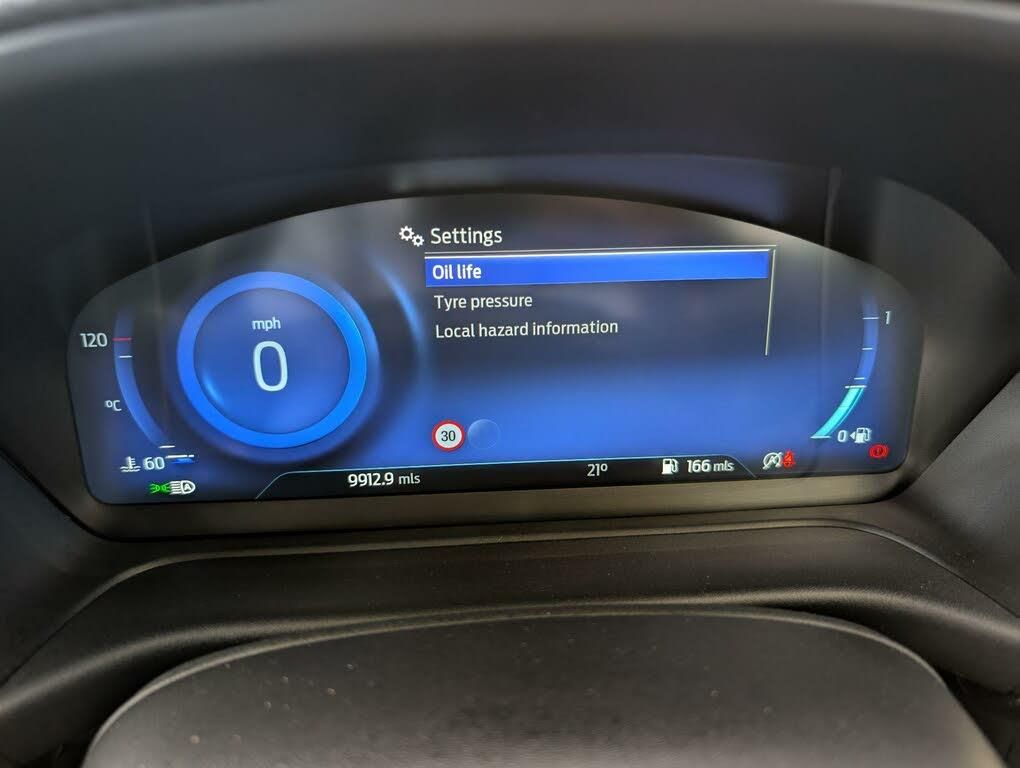 Settings
Oil life
Tyre pressure
Local hazard information
mph
0
120
°C
60
1
0
30
A
9912.9 mls
21°
166 mls